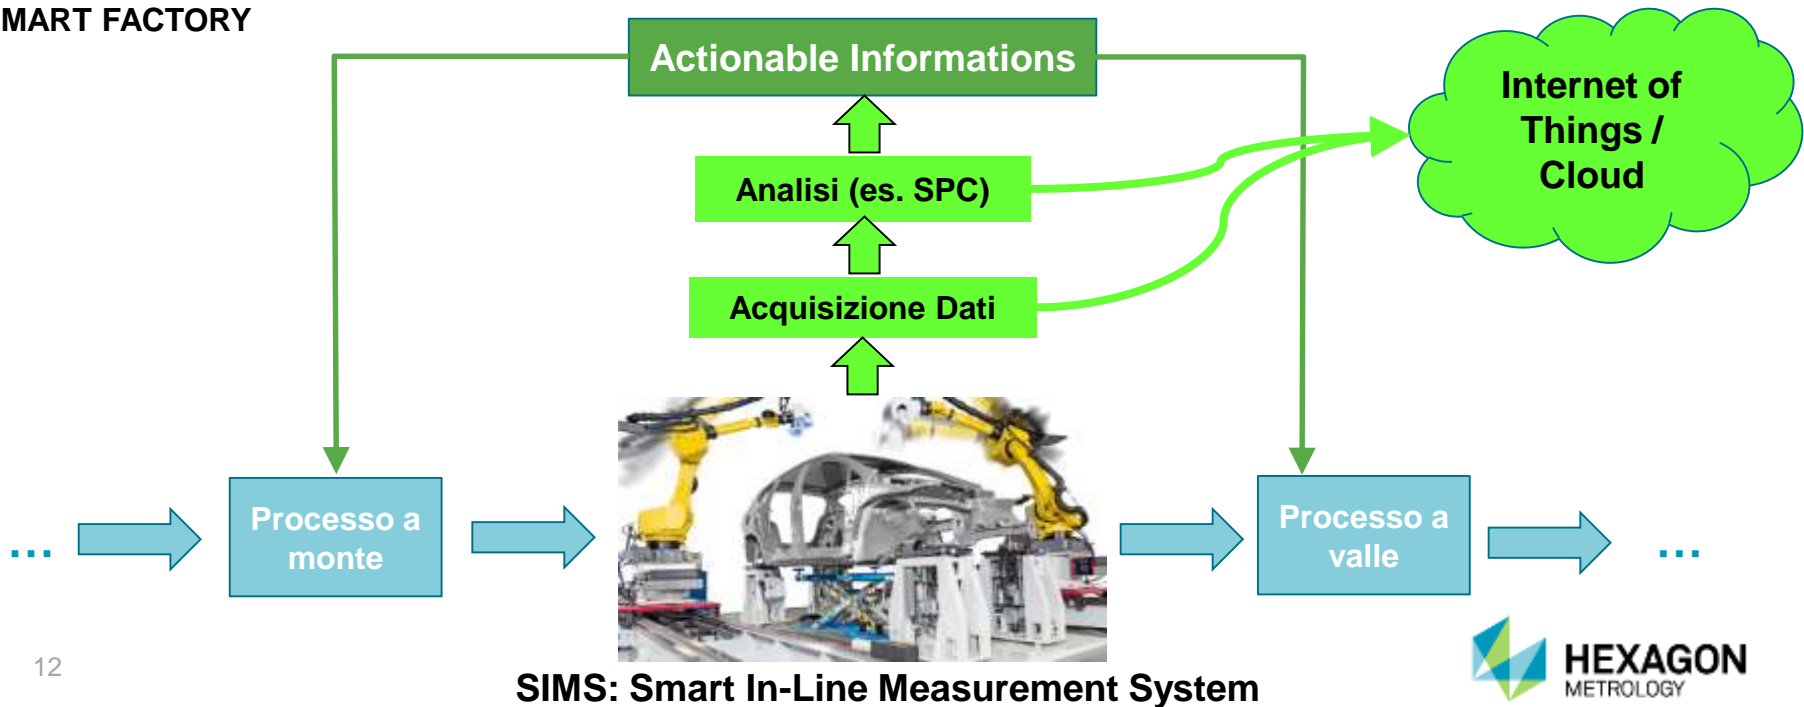 MART FACTORY
Actionable Informations
Internet of
Things /
Cloud
Analisi (es. SPC)
Acquisizione Dati
...
Processo a
monte
Processo a
valle
...
12
SIMS: Smart In-Line Measurement System
HEXAGON
METROLOGY